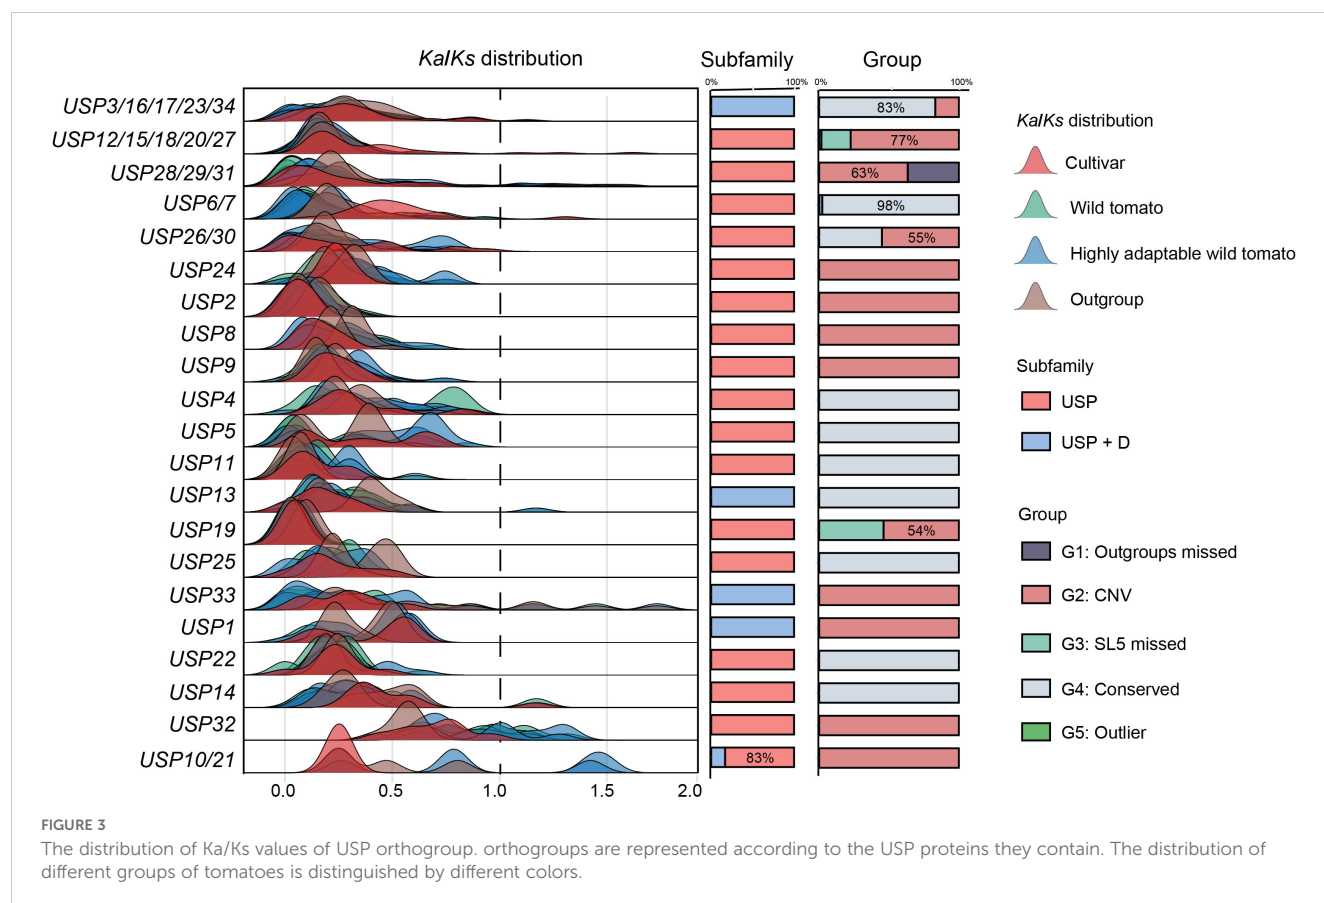 Ka/Ks distribution
Subfamily
Group
0%
100%
0%
100%
USP3/16/17/23/34
83%
USP12/15/18/20/27
77%
USP28/29/31
63%
USP6/7
98%
USP26/30
55%
USP24
USP2
USP8
USP9
USP4
USP5
USP11
USP13
USP19
54%
USP25
USP33
USP1
USP22
USP14
USP32
USP10/21
83%
0.0
0.5
1.0
1.5
2.0
Ka/Ks distribution
Cultivar
Wild tomato
Highly adaptable wild tomato
Outgroup
Subfamily
USP
USP + D
Group
G1: Outgroups missed
G2: CNV
G3: SL5 missed
G4: Conserved
G5: Outlier
FIGURE 3
The distribution of Ka/Ks values of USP orthogroup. orthogroups are represented according to the USP proteins they contain. The distribution of
different groups of tomatoes is distinguished by different colors.